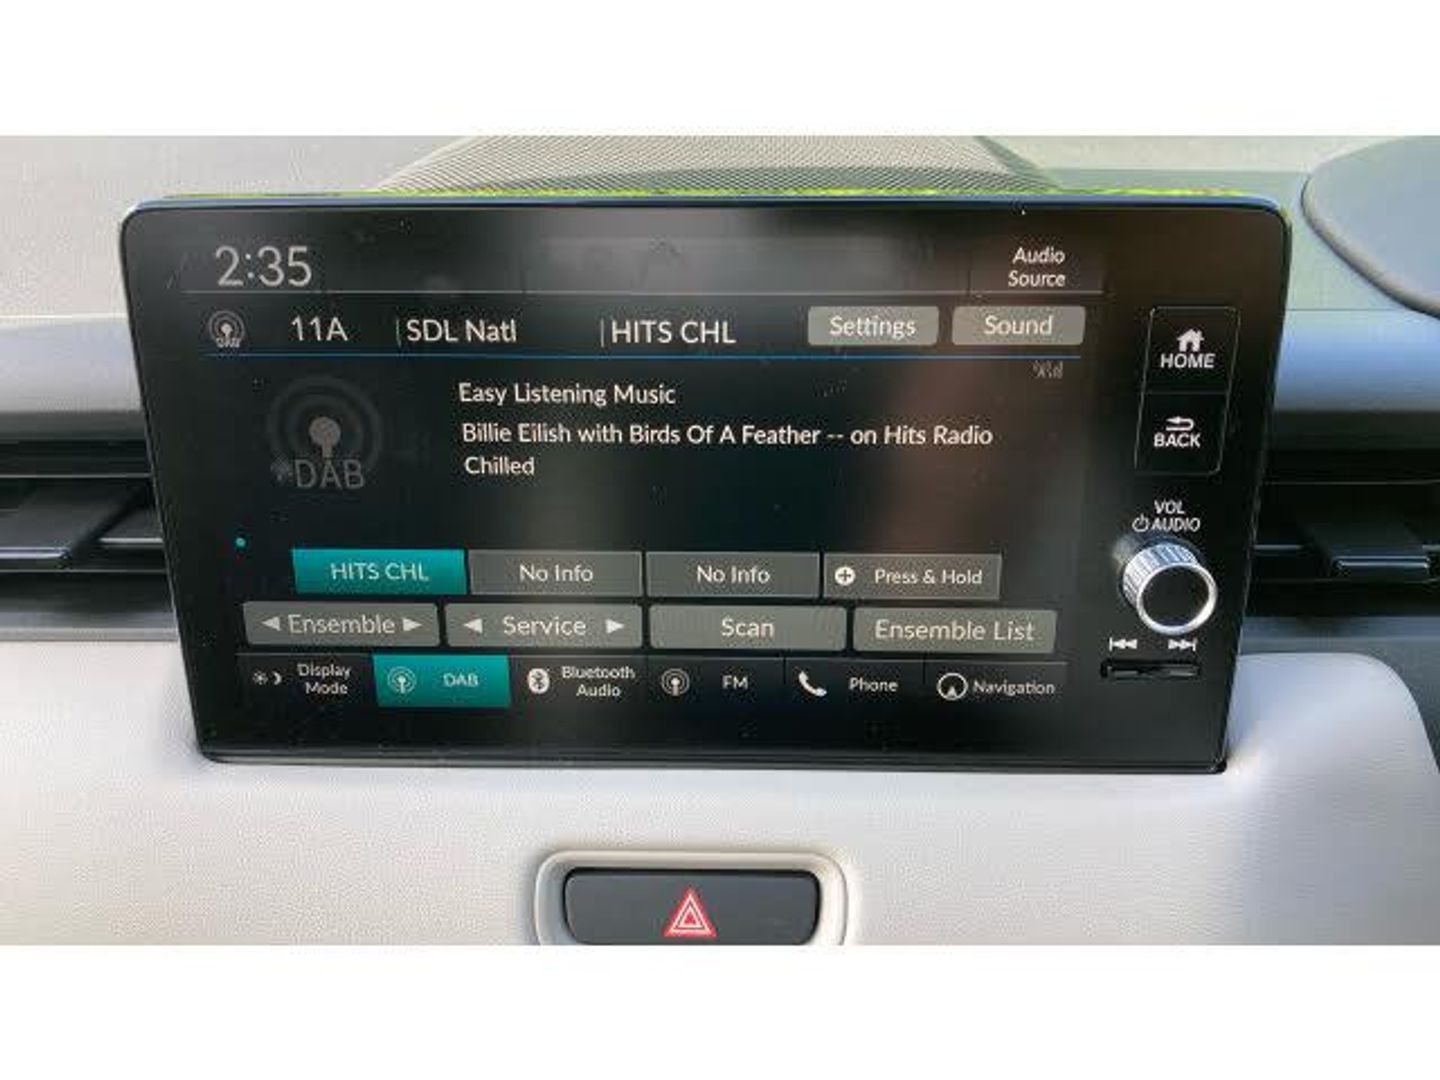 2:35
Audio
Source
DAB
11A
SDL Natl
HITS CHL
Settings
Sound
HOME
Easy Listening Music
Billie Eilish with Birds Of A Feather -- on Hits Radio
Chilled
DAB
BACK
VOL
AUDIO
HITS CHL
No Info
No Info
Press & Hold
Ensemble
Service
Scan
Ensemble List
Display
Mode
DAB
Bluetooth
Audio
FM
Phone
Navigation